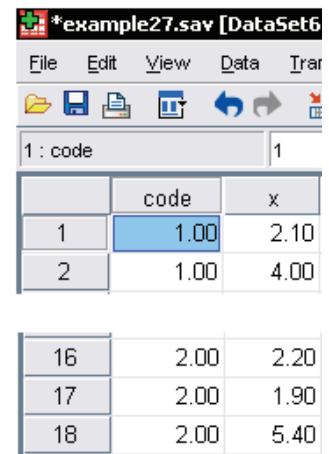 *example27.sav [DataSet6
File Edit View Data Tran
1 : code 1
code x
1 1.00 2.10
2 1.00 4.00
16 2.00 2.20
17 2.00 1.90
18 2.00 5.40